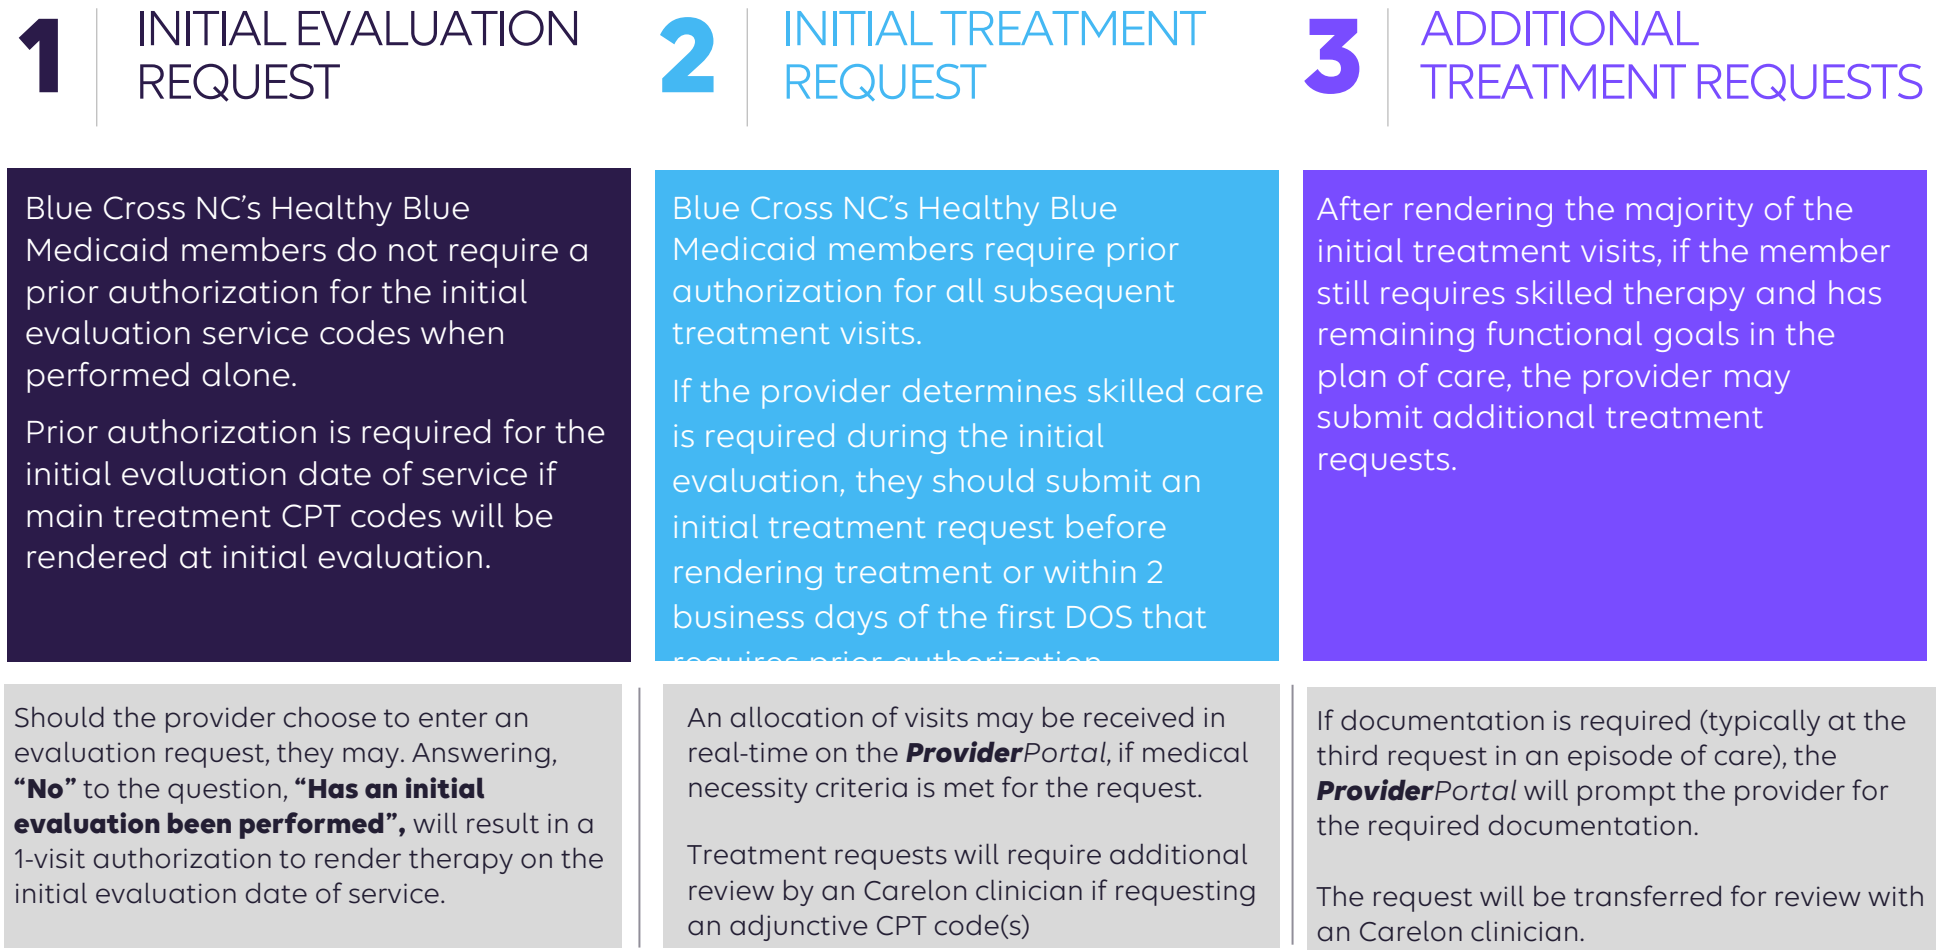 1
INITIAL EVALUATION
REQUEST
Blue Cross NC’s Healthy Blue
Medicaid members do not require a
prior authorization for the initial
evaluation service codes when
performed alone.
Prior authorization is required for the
initial evaluation date of service if
main treatment CPT codes will be
rendered at initial evaluation.
Should the provider choose to enter an
evaluation request, they may. Answering,
“No” to the question, “Has an initial
evaluation been performed”, will result in a
1-visit authorization to render therapy on the
initial evaluation date of service.
2
INITIAL TREATMENT
REQUEST
Blue Cross NC’s Healthy Blue
Medicaid members require prior
authorization for all subsequent
treatment visits.
If the provider determines skilled care
is required during the initial
evaluation, they should submit an
initial treatment request before
rendering treatment or within 2
business days of the first DOS that
requires prior authorization
An allocation of visits may be received in
real-time on the ProviderPortal, if medical
necessity criteria is met for the request.
Treatment requests will require additional
review by an Carelon clinician if requesting
an adjunctive CPT code(s)
3
ADDITIONAL
TREATMENT REQUESTS
After rendering the majority of the
initial treatment visits, if the member
still requires skilled therapy and has
remaining functional goals in the
plan of care, the provider may
submit additional treatment
requests.
If documentation is required (typically at the
third request in an episode of care), the
ProviderPortal will prompt the provider for
the required documentation.
The request will be transferred for review with
an Carelon clinician.